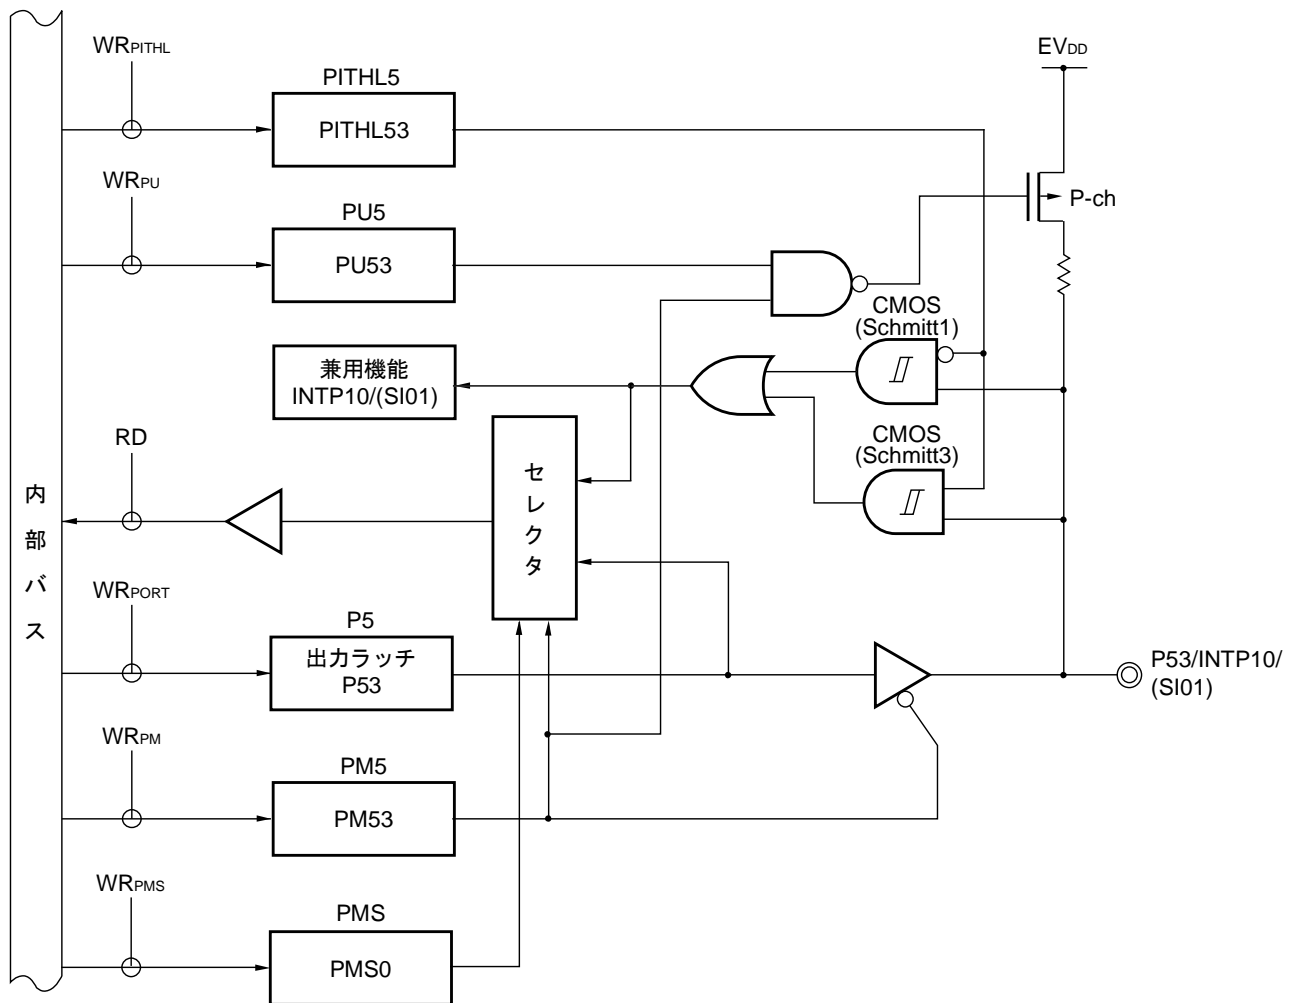 WRPITHL
PITHL5
PITHL53
EVDD
P-ch
WRPU
PU5
PU53
CMOS
(Schmitt1)
兼用機能
INTP10/(SI01)
CMOS
(Schmitt3)
RD
セレクタ
内部バス
WRPORT
P5
出力ラッチ
P53
P53/INTP10/
(SI01)
WRPM
PM5
PM53
WRPMS
PMS
PMS0